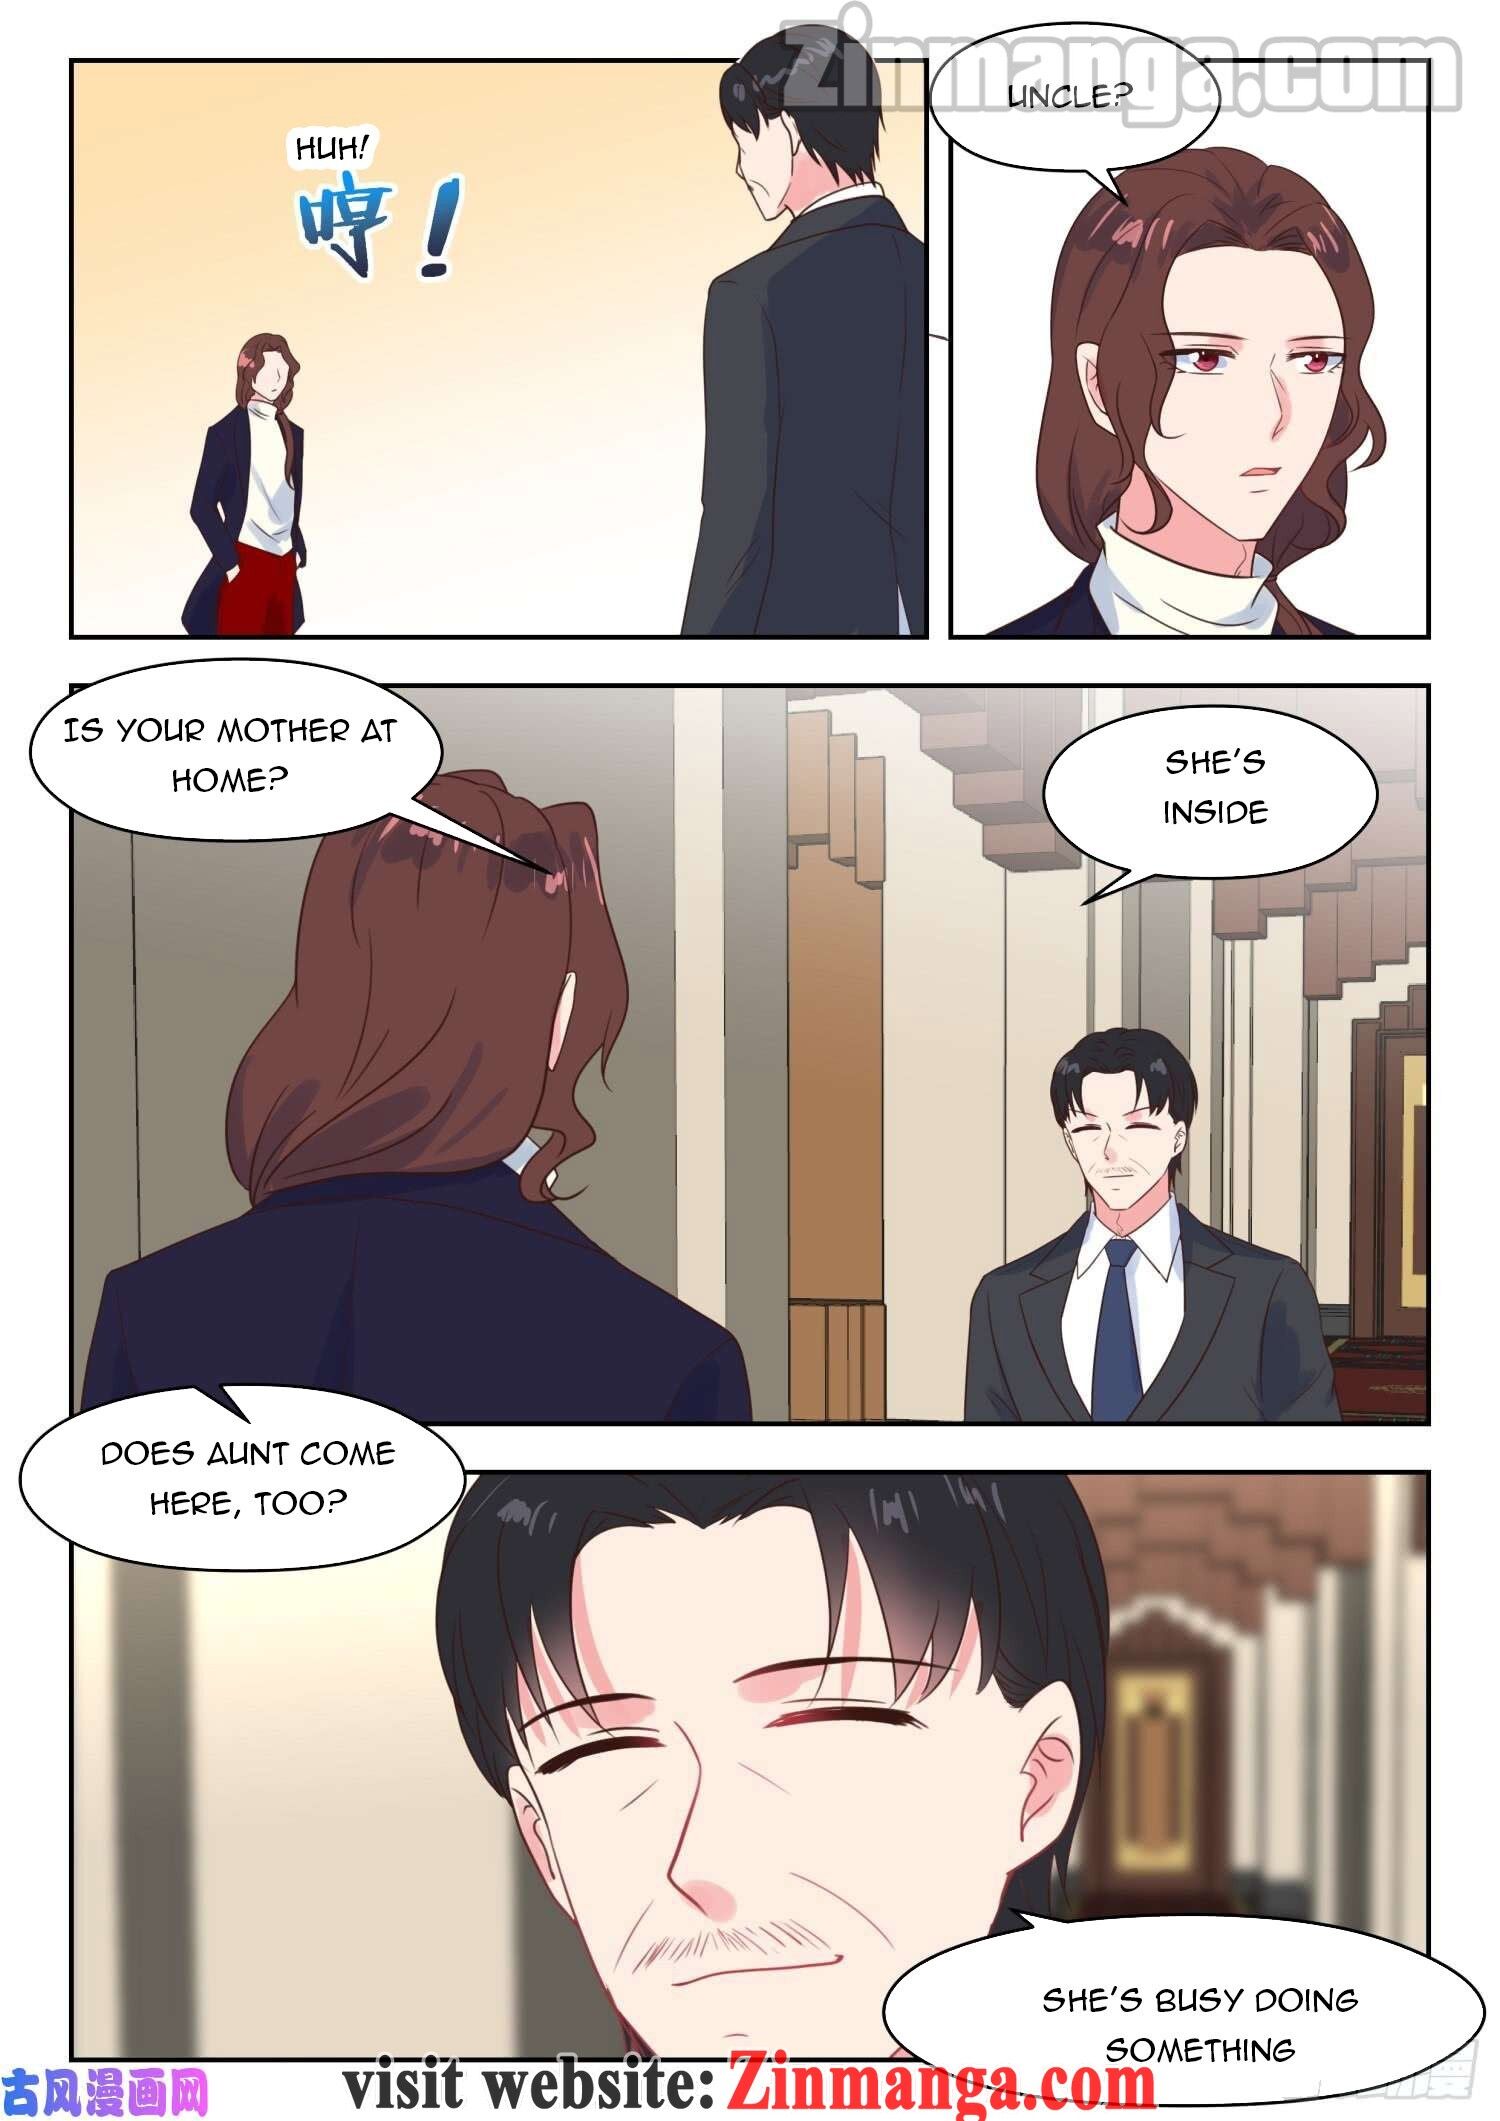 Zinmanga.com
HUH!
哼!
UNCLE?
IS YOUR MOTHER AT
HOME?
SHE'S
INSIDE
DOES AUNT COME
HERE, TOO?
SHE'S BUSY DOING
SOMETHING
古风漫画网
visit website: Zinmanga.com